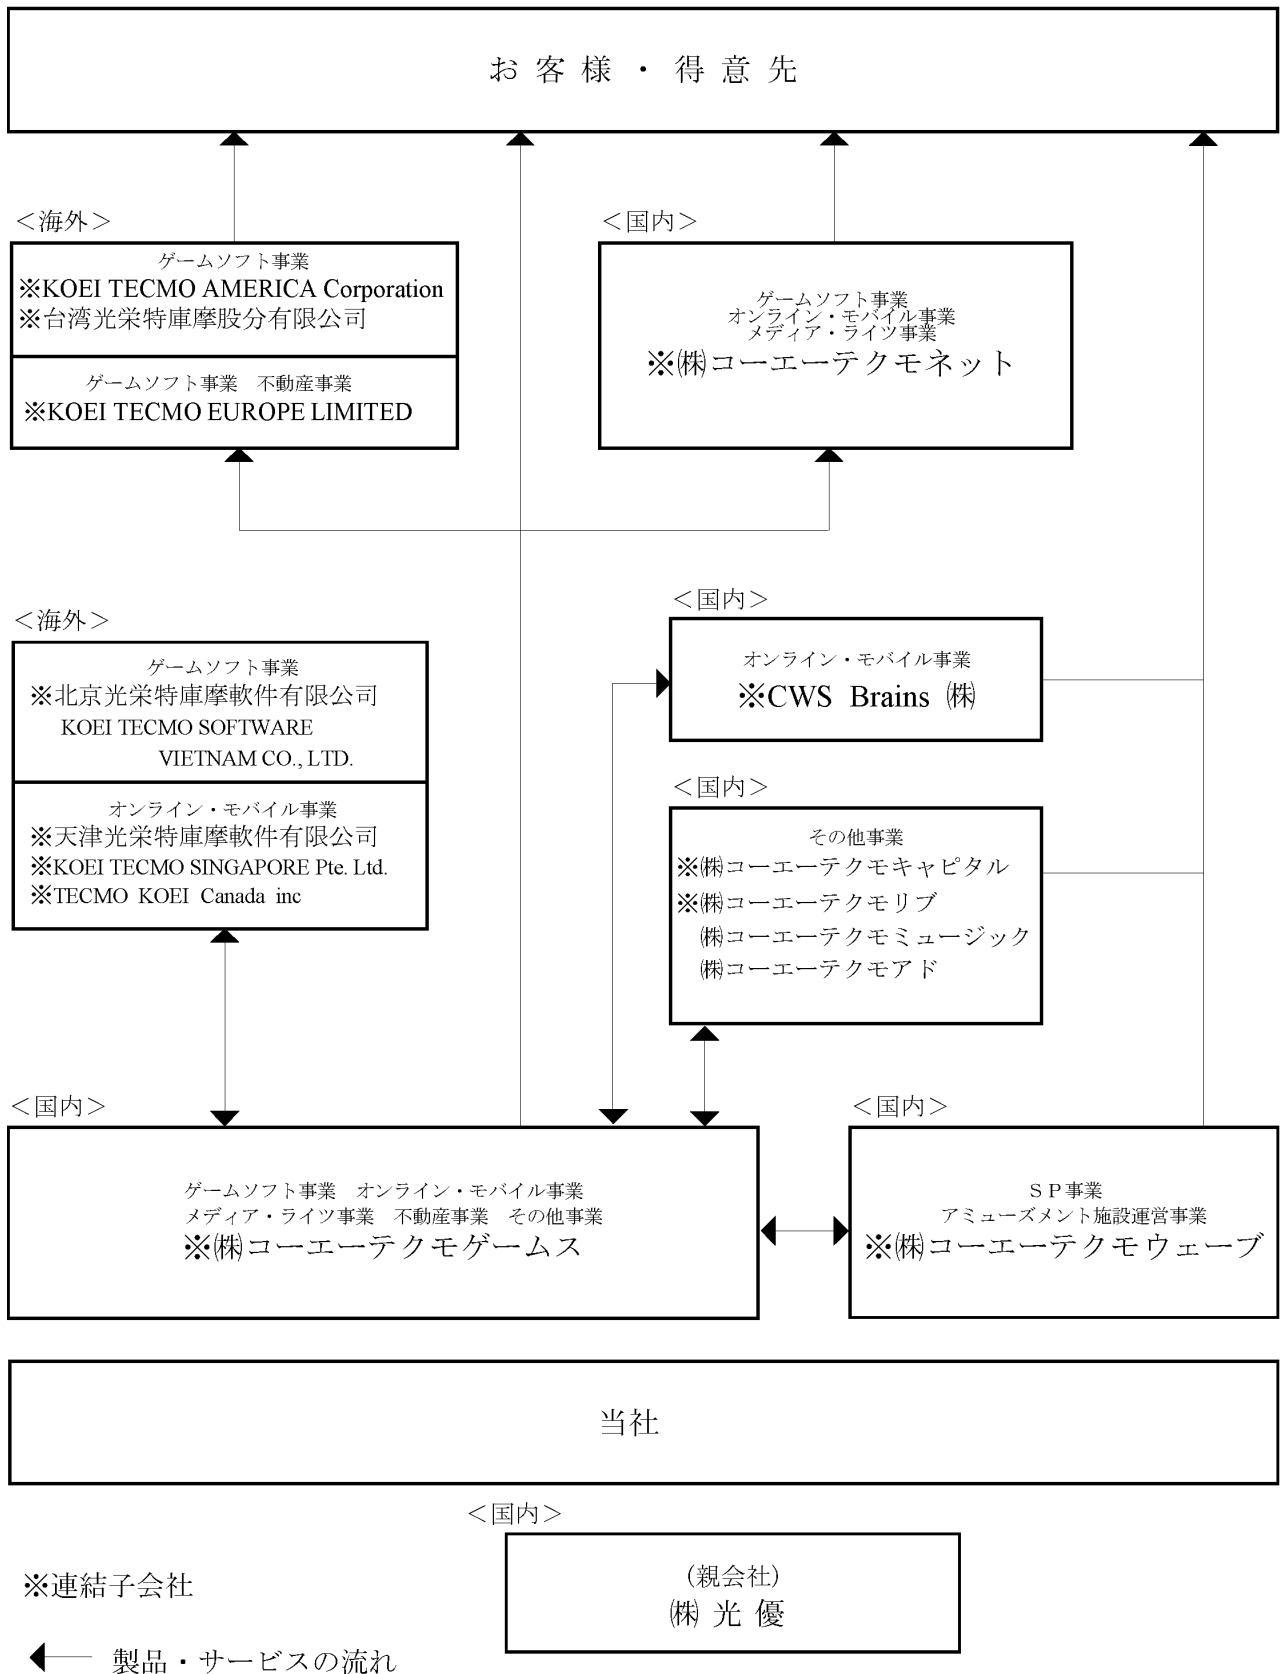 お客様・得意先
＜海外＞
ゲームソフト事業
※KOEI TECMO AMERICA Corporation
※台湾光栄特庫摩股分有限公司
ゲームソフト事業　不動産事業
※KOEI TECMO EUROPE LIMITED
＜国内＞
ゲームソフト事業
オンライン・モバイル事業
メディア・ライツ事業
※㈱コーエーテクモネット
＜海外＞
ゲームソフト事業
※北京光栄特庫摩軟件有限公司
KOEI TECMO SOFTWARE
VIETNAM CO., LTD.
オンライン・モバイル事業
※天津光栄特庫摩軟件有限公司
※KOEI TECMO SINGAPORE Pte. Ltd.
※TECMO KOEI Canada inc
＜国内＞
オンライン・モバイル事業
※CWS Brains ㈱
＜国内＞
その他事業
※㈱コーエーテクモキャピタル
※㈱コーエーテクモリブ
㈱コーエーテクモミュージック
㈱コーエーテクモアド
＜国内＞
ゲームソフト事業　オンライン・モバイル事業
メディア・ライツ事業　不動産事業　その他事業
※㈱コーエーテクモゲームス
＜国内＞
ＳＰ事業
アミューズメント施設運営事業
※㈱コーエーテクモウェーブ
当社
＜国内＞
(親会社)
㈱ 光優
※連結子会社
製品・サービスの流れ